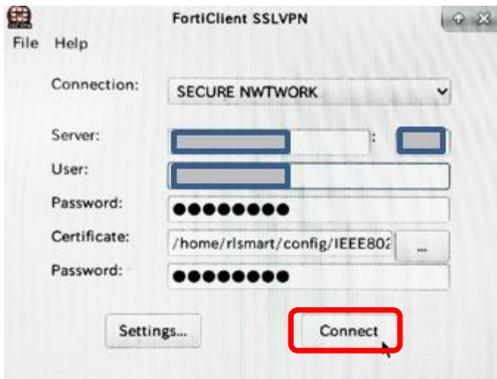 FortiClient SSLVPN
File Help
Connection: SECURE NWTWORK
Server: :
User:
Password: ●●●●●●●●
Certificate: /home/rlsmart/config/IEEE802 ...
Password: ●●●●●●●●
Settings... Connect